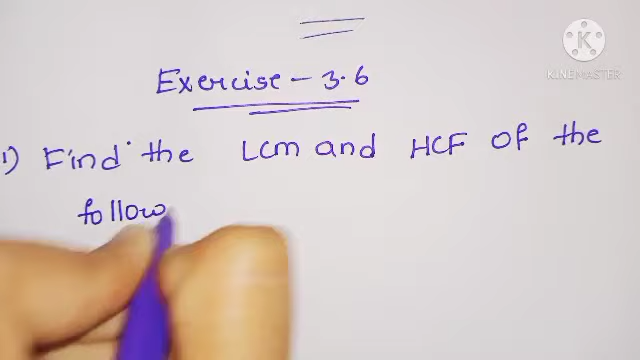 KINEMASTER
Exercise - 3.6
1) Find the LCM and HCF of the
follow